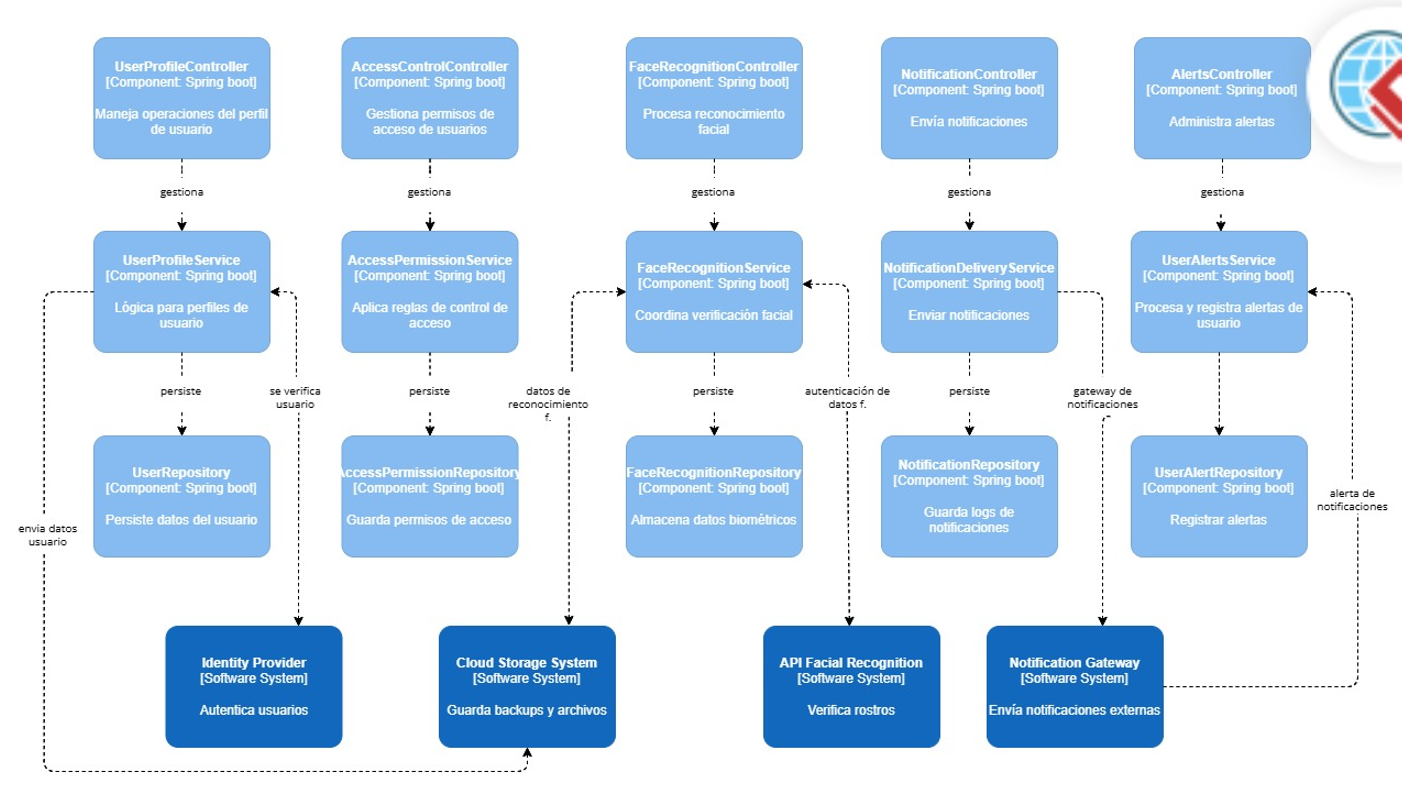 UserProfileController
[Component: Spring boot]
Maneja operaciones del perfil
de usuario
AccessControlController
[Component: Spring boot]
Gestiona permisos de
acceso de usuarios
FaceRecognitionController
[Component: Spring boot]
Procesa reconocimiento
facial
NotificationController
[Component: Spring boot]
Envía notificaciones
AlertsController
[Component: Spring boot]
Administra alertas
gestiona
gestiona
gestiona
gestiona
gestiona
UserProfileService
[Component: Spring boot]
Lógica para perfiles de
usuario
AccessPermissionService
[Component: Spring boot]
Aplica reglas de control de
acceso
FaceRecognitionService
[Component: Spring boot]
Coordina verificación facial
NotificationDeliveryService
[Component: Spring boot]
Enviar notificaciones
UserAlertsService
[Component: Spring boot]
Procesa y registra alertas de
usuario
persiste
se verifica
usuario
persiste
datos de
reconocimiento
f.
persiste
autenticación de
datos f.
persiste
gateway de
notificaciones
UserRepository
[Component: Spring boot]
Persiste datos del usuario
AccessPermissionRepository
[Component: Spring boot]
Guarda permisos de acceso
FaceRecognitionRepository
[Component: Spring boot]
Almacena datos biométricos
NotificationRepository
[Component: Spring boot]
Guarda logs de
notificaciones
UserAlertRepository
[Component: Spring boot]
Registrar alertas
alerta de
notificaciones
envia datos
usuario
Identity Provider
[Software System]
Autentica usuarios
Cloud Storage System
[Software System]
Guarda backups y archivos
API Facial Recognition
[Software System]
Verifica rostros
Notification Gateway
[Software System]
Envía notificaciones externas